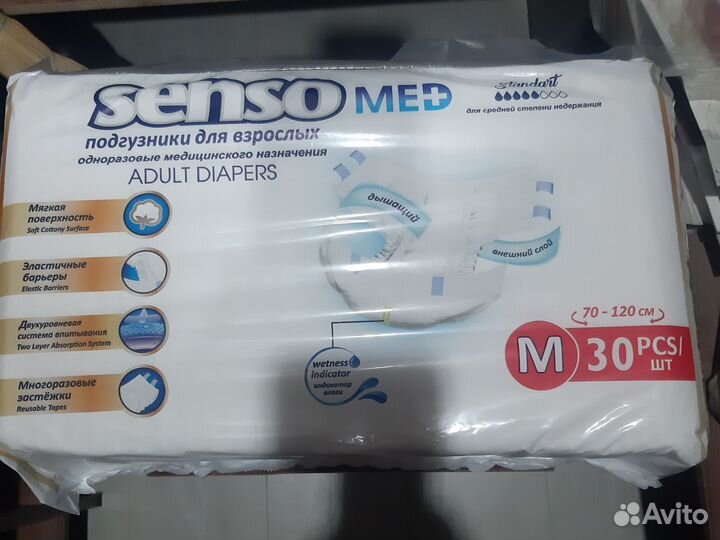 senso MED
подгузники для взрослых
одноразовые медицинского назначения
ADULT DIAPERS
Standart
для средней степени недержания
Мягкая
поверхность
Soft Cottony Surface
Эластичные
барьеры
Elastic Barriers
Двухуровневая
система впитывания
Two Layer Absorption System
Многоразовые
застёжки
Reusable Tapes
дышащий
внешний слой
wetness
indicator
индикатор
влаги
70 - 120 см
M 30 PCS/
шт
Avito